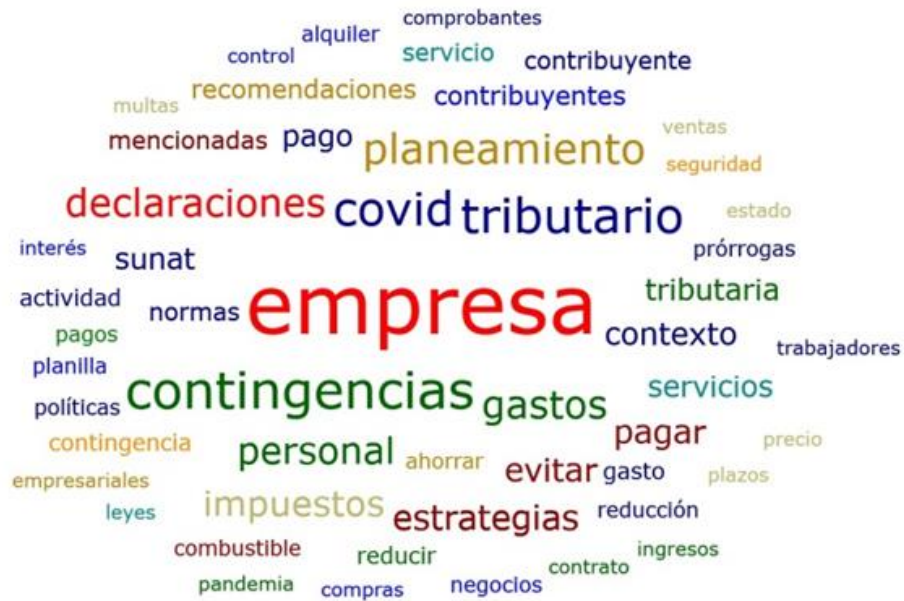 comprobantes
alquiler
control servicio contribuyente
recomendaciones contribuyentes
multas
mencionadas pago planeamiento ventas
seguridad
declaraciones covid tributario estado
interés sunat prórrogas
actividad normas empresa tributaria
pagos contexto trabajadores
planilla contingencias gastos servicios
políticas
contingencia personal pagar precio
empresariales ahorrar evitar gasto plazos
leyes impuestos estrategias reducción
combustible reducir ingresos
pandemia compras negocios contrato